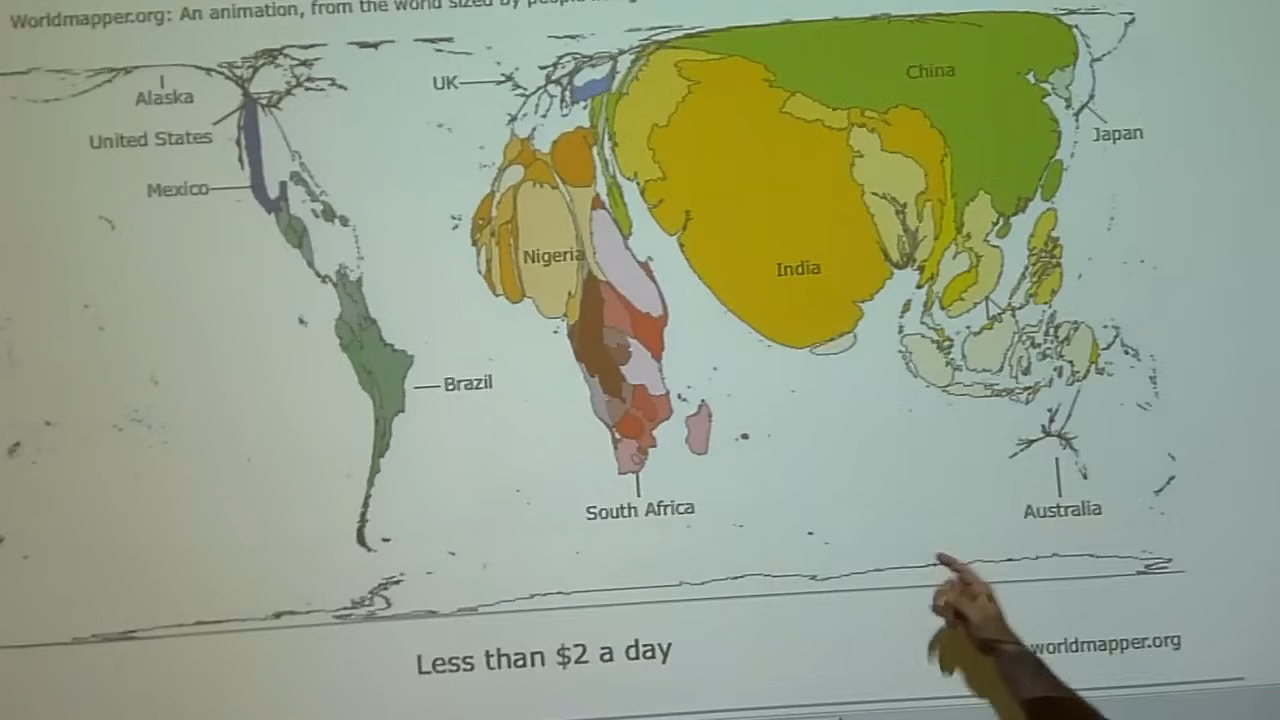 Worldmapper.org: An animation, from the world sized by people
UK
China
Alaska
United States
Japan
Mexico
Nigeria
India
Brazil
South Africa
Australia
Less than $2 a day
worldmapper.org